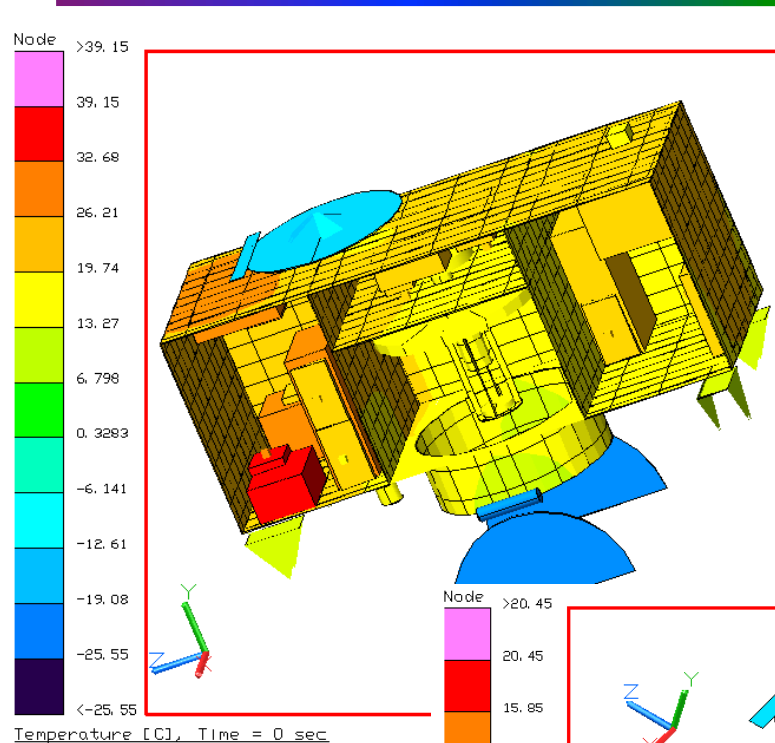 Node
>39.15
39.15
32.68
26.21
19.74
13.27
6.798
0.3283
-6.141
-12.61
-19.08
-25.55
<-25.55
Temperature [C], Time = 0 sec
Y
Z
Node
>20.45
20.45
15.85
Z
Y